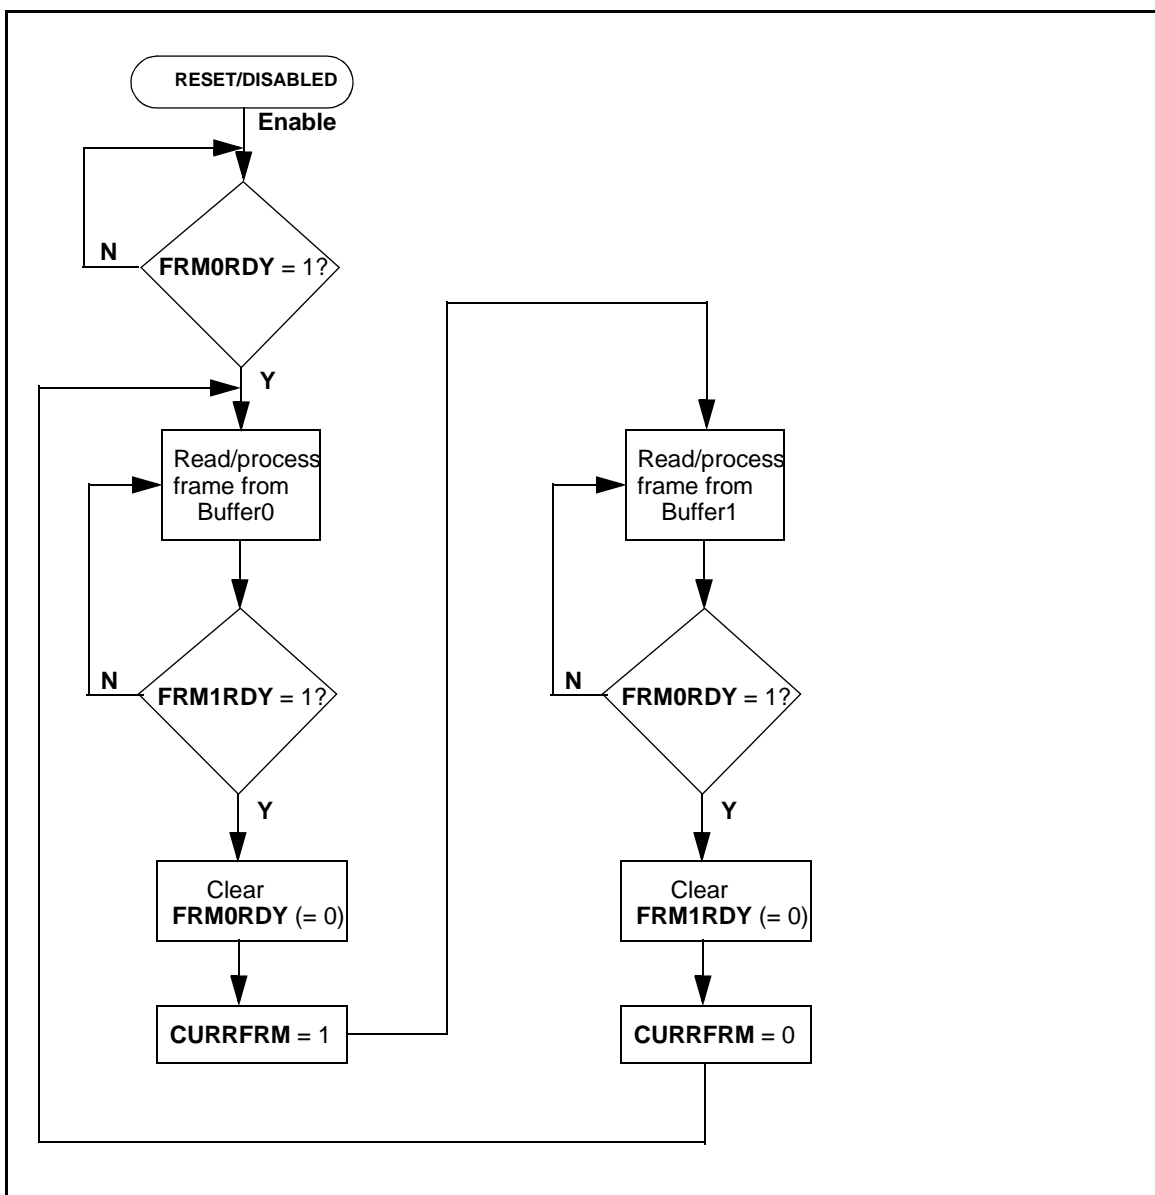 RESET/DISABLED
Enable
N
FRM0RDY = 1?
Y
Read/process
frame from
Buffer0
N
FRM1RDY = 1?
Y
Clear
FRM0RDY (= 0)
CURRFRM = 1
Read/process
frame from
Buffer1
N
FRM0RDY = 1?
Y
Clear
FRM1RDY (= 0)
CURRFRM = 0